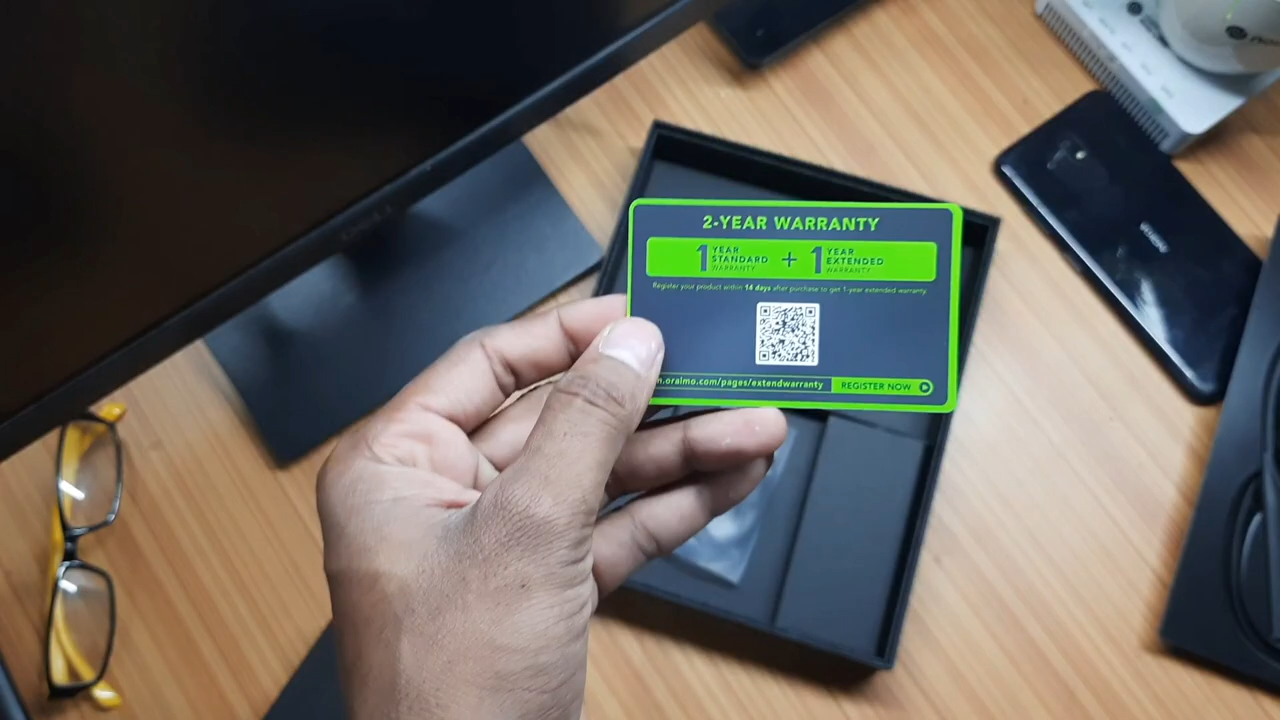 2-YEAR WARRANTY
1 YEAR STANDARD WARRANTY + 1 YEAR EXTENDED WARRANTY
Register your product within 14 days after purchase to get 1-year extended warranty
n.oraimo.com/pages/extendwarranty REGISTER NOW
NOKIA